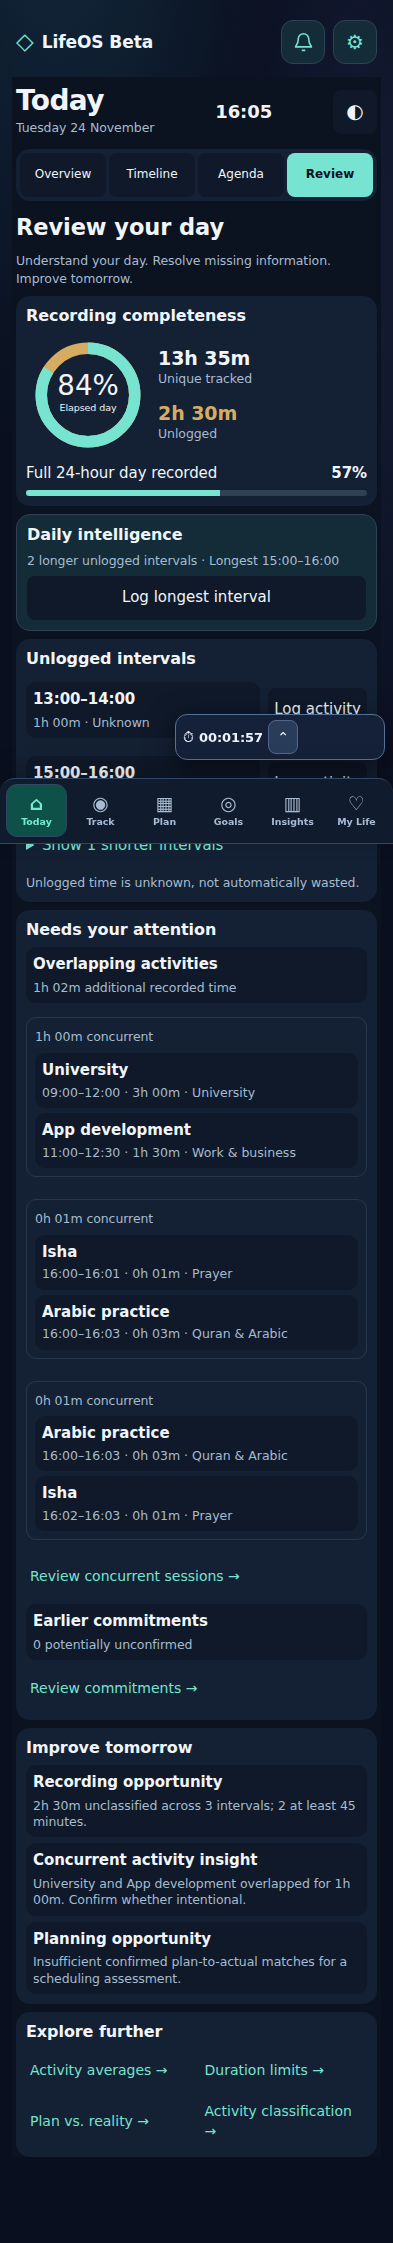 LifeOS Beta
Today
Tuesday 24 November
16:05
Overview
Timeline
Agenda
Review
Review your day
Understand your day. Resolve missing information.
Improve tomorrow.
Recording completeness
84%
Elapsed day
13h 35m
Unique tracked
2h 30m
Unlogged
Full 24-hour day recorded
57%
Daily intelligence
2 longer unlogged intervals · Longest 15:00–16:00
Log longest interval
Unlogged intervals
13:00–14:00
1h 00m · Unknown
Log activity
00:01:57
15:00–16:00
Today
Track
Plan
Goals
Insights
My Life
Show 1 shorter intervals
Unlogged time is unknown, not automatically wasted.
Needs your attention
Overlapping activities
1h 02m additional recorded time
1h 00m concurrent
University
09:00–12:00 · 3h 00m · University
App development
11:00–12:30 · 1h 30m · Work & business
0h 01m concurrent
Isha
16:00–16:01 · 0h 01m · Prayer
Arabic practice
16:00–16:03 · 0h 03m · Quran & Arabic
0h 01m concurrent
Arabic practice
16:00–16:03 · 0h 03m · Quran & Arabic
Isha
16:02–16:03 · 0h 01m · Prayer
Review concurrent sessions →
Earlier commitments
0 potentially unconfirmed
Review commitments →
Improve tomorrow
Recording opportunity
2h 30m unclassified across 3 intervals; 2 at least 45
minutes.
Concurrent activity insight
University and App development overlapped for 1h
00m. Confirm whether intentional.
Planning opportunity
Insufficient confirmed plan-to-actual matches for a
scheduling assessment.
Explore further
Activity averages →
Duration limits →
Plan vs. reality →
Activity classification
→